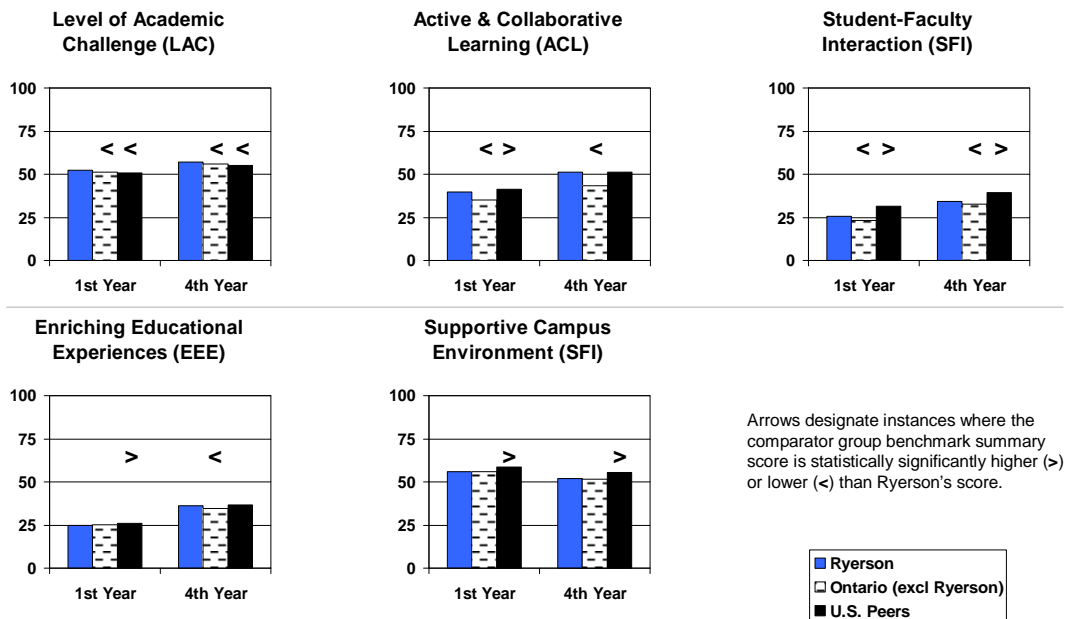 Level of Academic
Challenge (LAC)
100
75
50
25
0
< <
< <
1st Year
4th Year
Active & Collaborative
Learning (ACL)
100
75
50
25
0
< >
<
1st Year
4th Year
Student-Faculty
Interaction (SFI)
100
75
50
25
0
< >
< >
1st Year
4th Year
Enriching Educational
Experiences (EEE)
100
75
50
25
0
>
<
1st Year
4th Year
Supportive Campus
Environment (SFI)
100
75
50
25
0
>
>
1st Year
4th Year
Arrows designate instances where the
comparator group benchmark summary
score is statistically significantly higher (>)
or lower (<) than Ryerson's score.
Ryerson
Ontario (excl Ryerson)
U.S. Peers